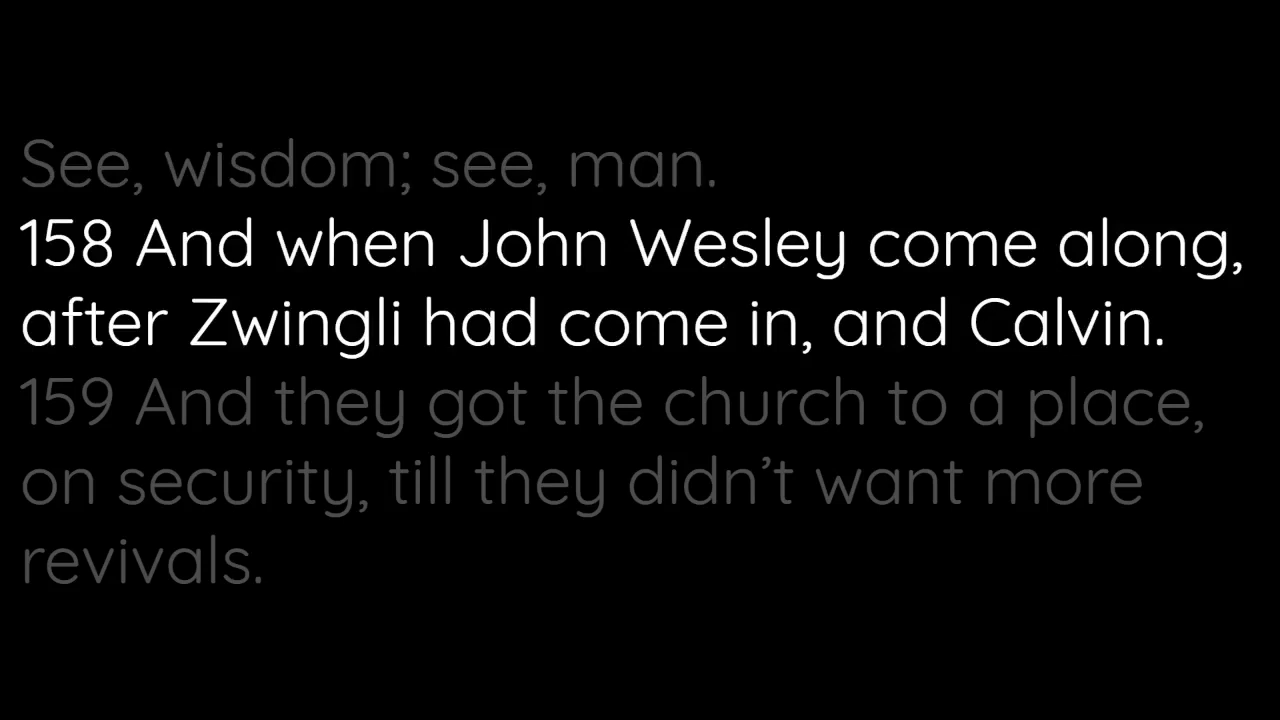 See, wisdom; see, man.
158 And when John Wesley come along,
after Zwingli had come in, and Calvin.
159 And they got the church to a place,
on security, till they didn’t want more
revivals.